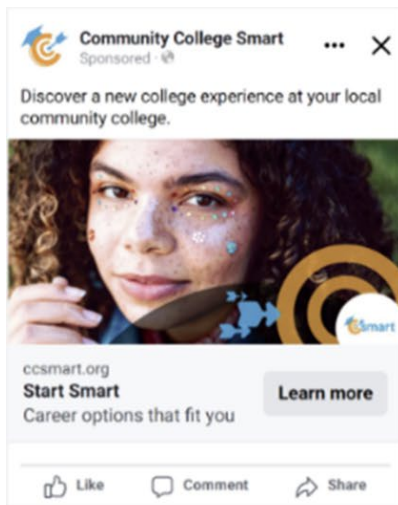 Community College Smart
Sponsored ·
Discover a new college experience at your local
community college.
smart
ccsmart.org
Start Smart
Learn more
Career options that fit you
Like
Comment
Share